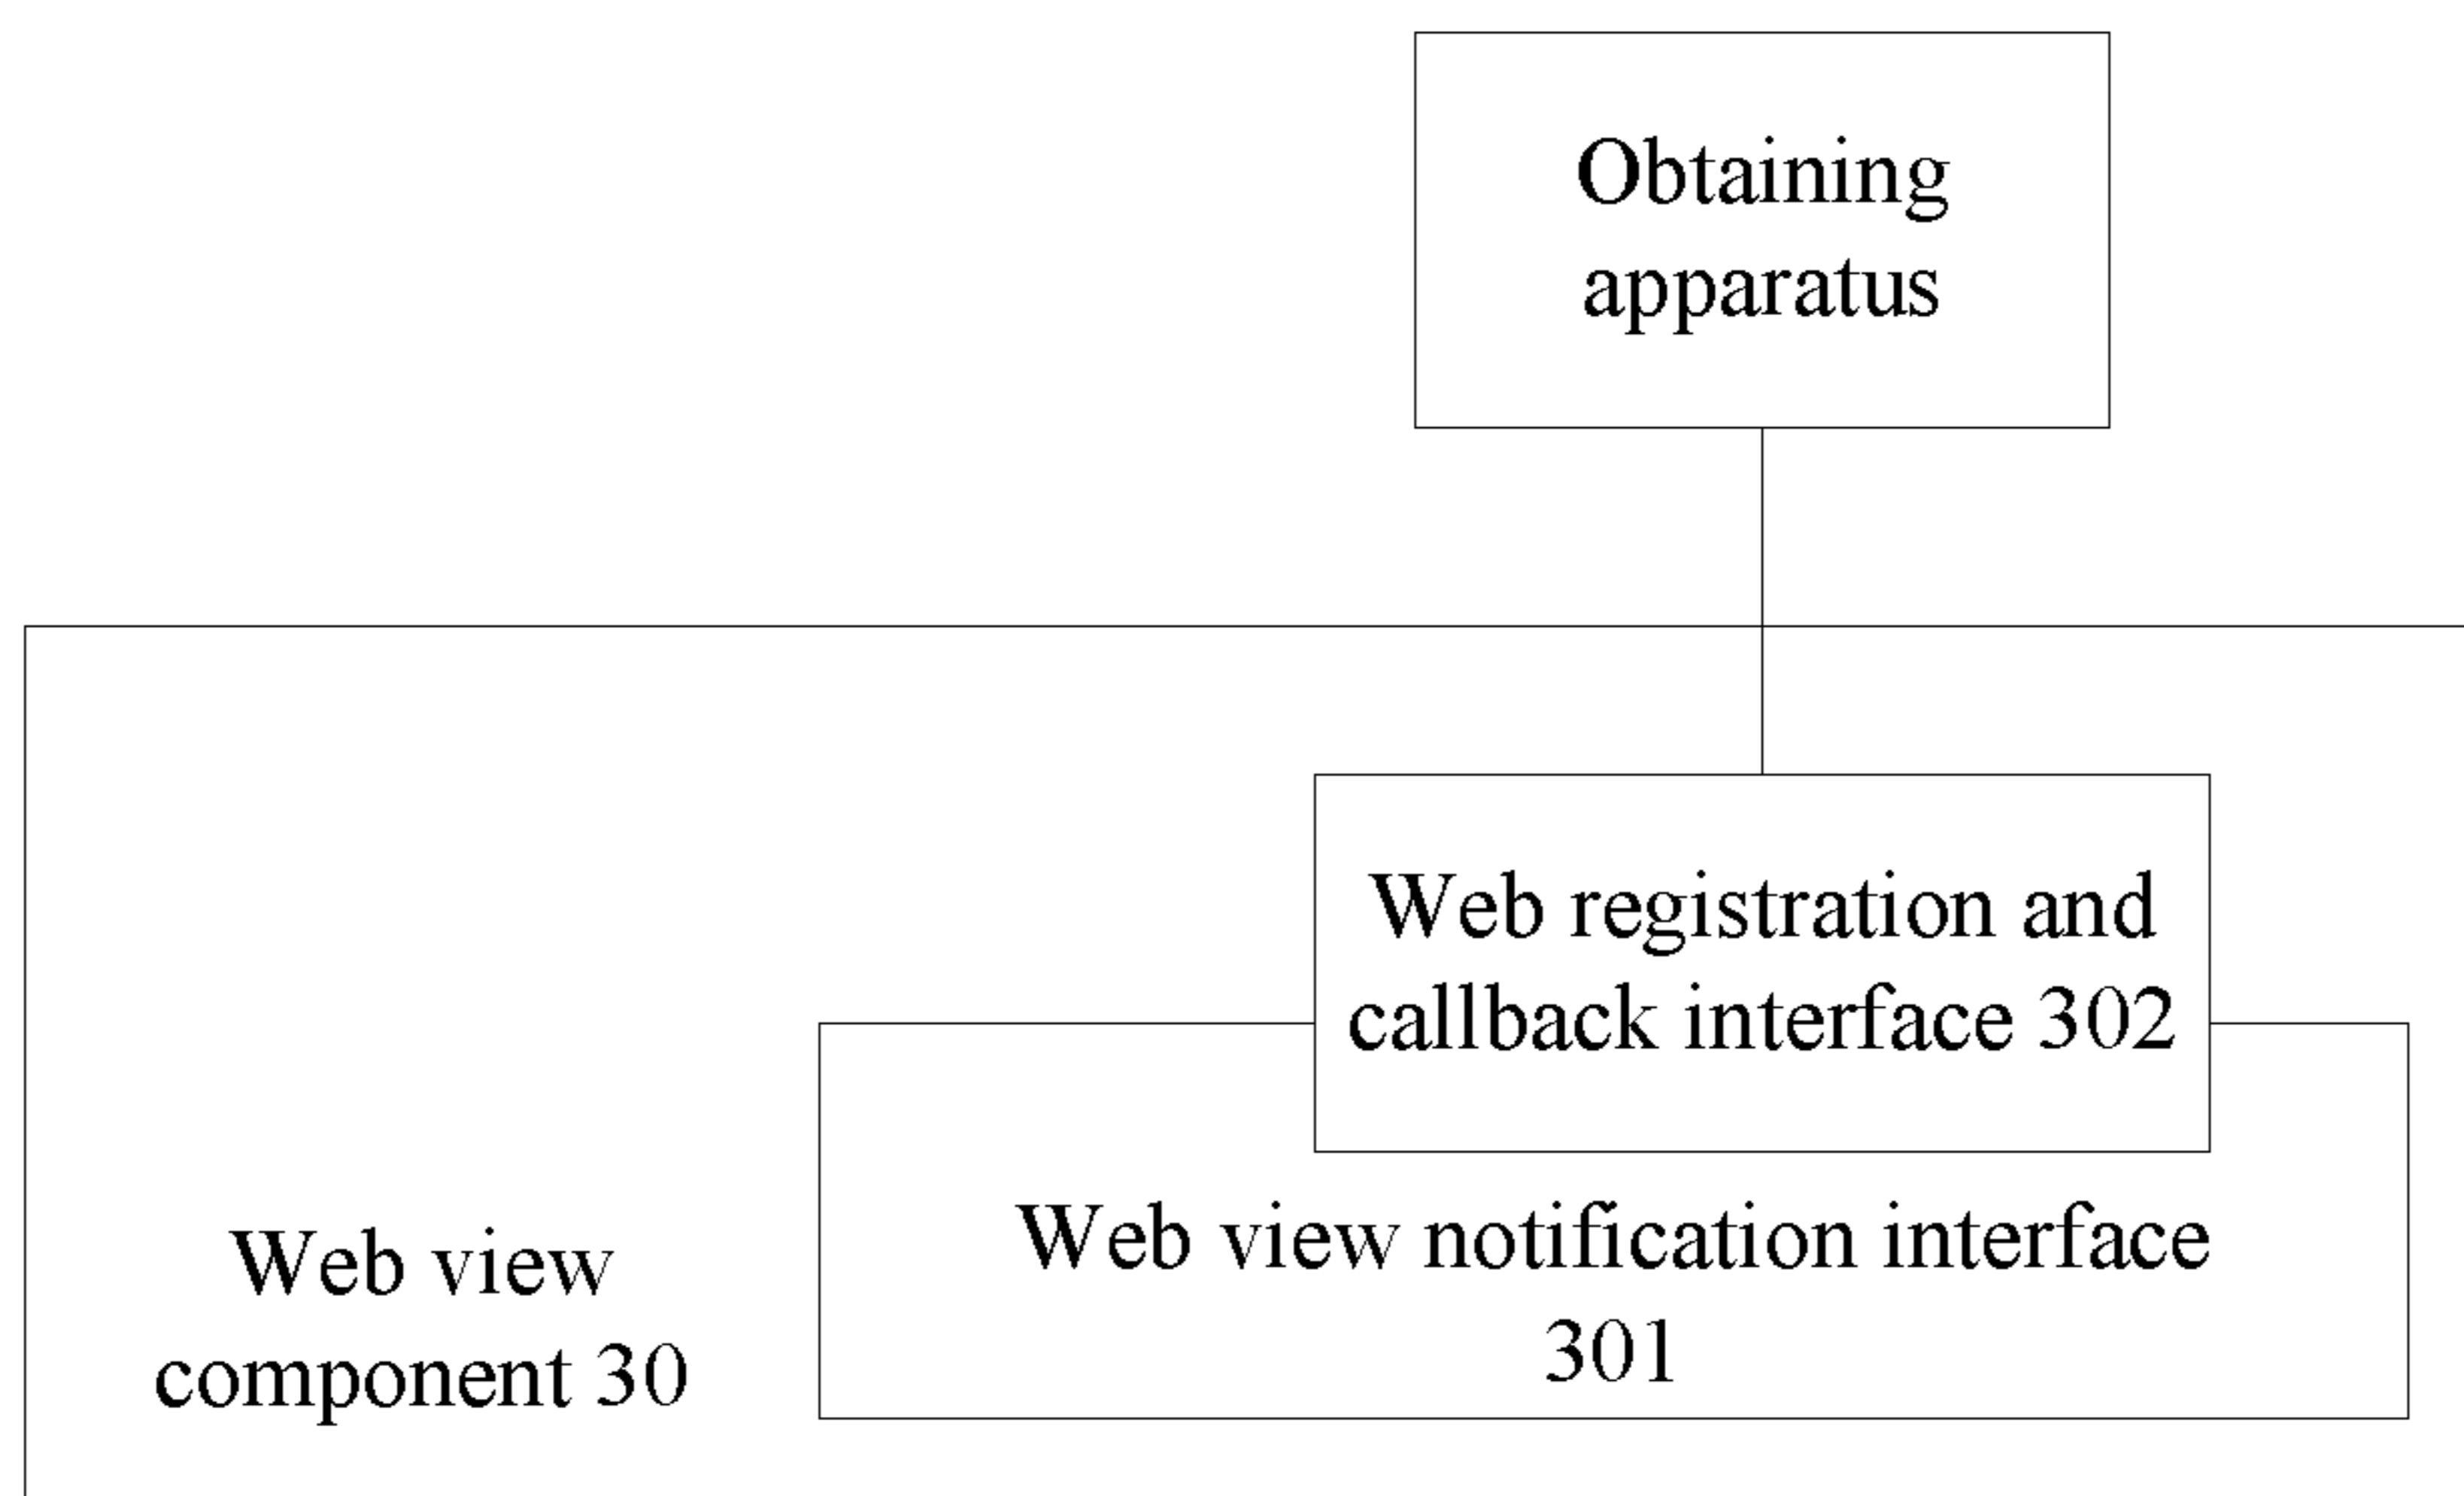 Obtaining
apparatus
Web registration and
callback interface 302
Web view notification interface
301
Web view
component 30